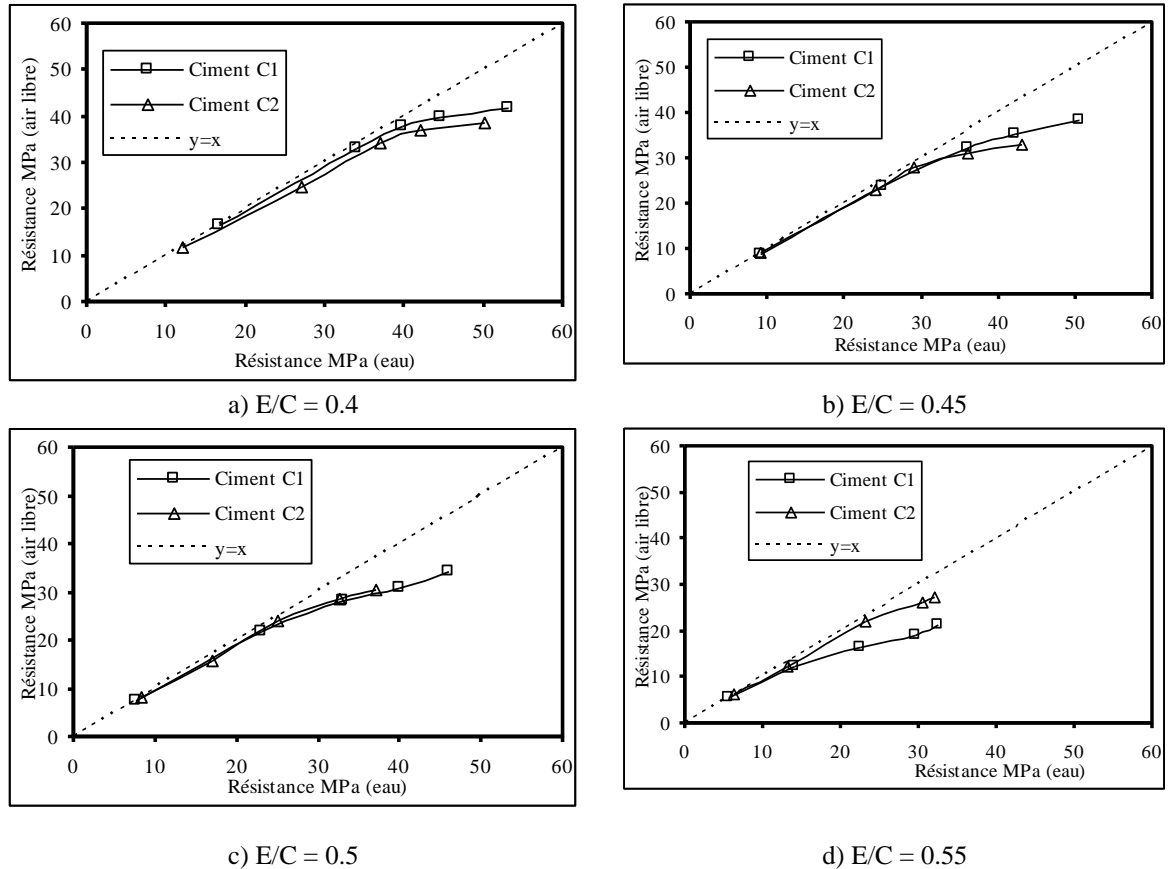 60
50
40
30
20
10
0
Résistance MPa (air libre)
Ciment C1
Ciment C2
y=x
0 10 20 30 40 50 60
Résistance MPa (eau)
a) E/C = 0.4
60
50
40
30
20
10
0
Résistance MPa (air libre)
Ciment C1
Ciment C2
y=x
0 10 20 30 40 50 60
Résistance MPa (eau)
b) E/C = 0.45
60
50
40
30
20
10
0
Résistance MPa (air libre)
Ciment C1
Ciment C2
y=x
0 10 20 30 40 50 60
Résistance MPa (eau)
c) E/C = 0.5
60
50
40
30
20
10
0
Résistance MPa (air libre)
Ciment C1
Ciment C2
y=x
0 10 20 30 40 50 60
Résistance MPa (eau)
d) E/C = 0.55